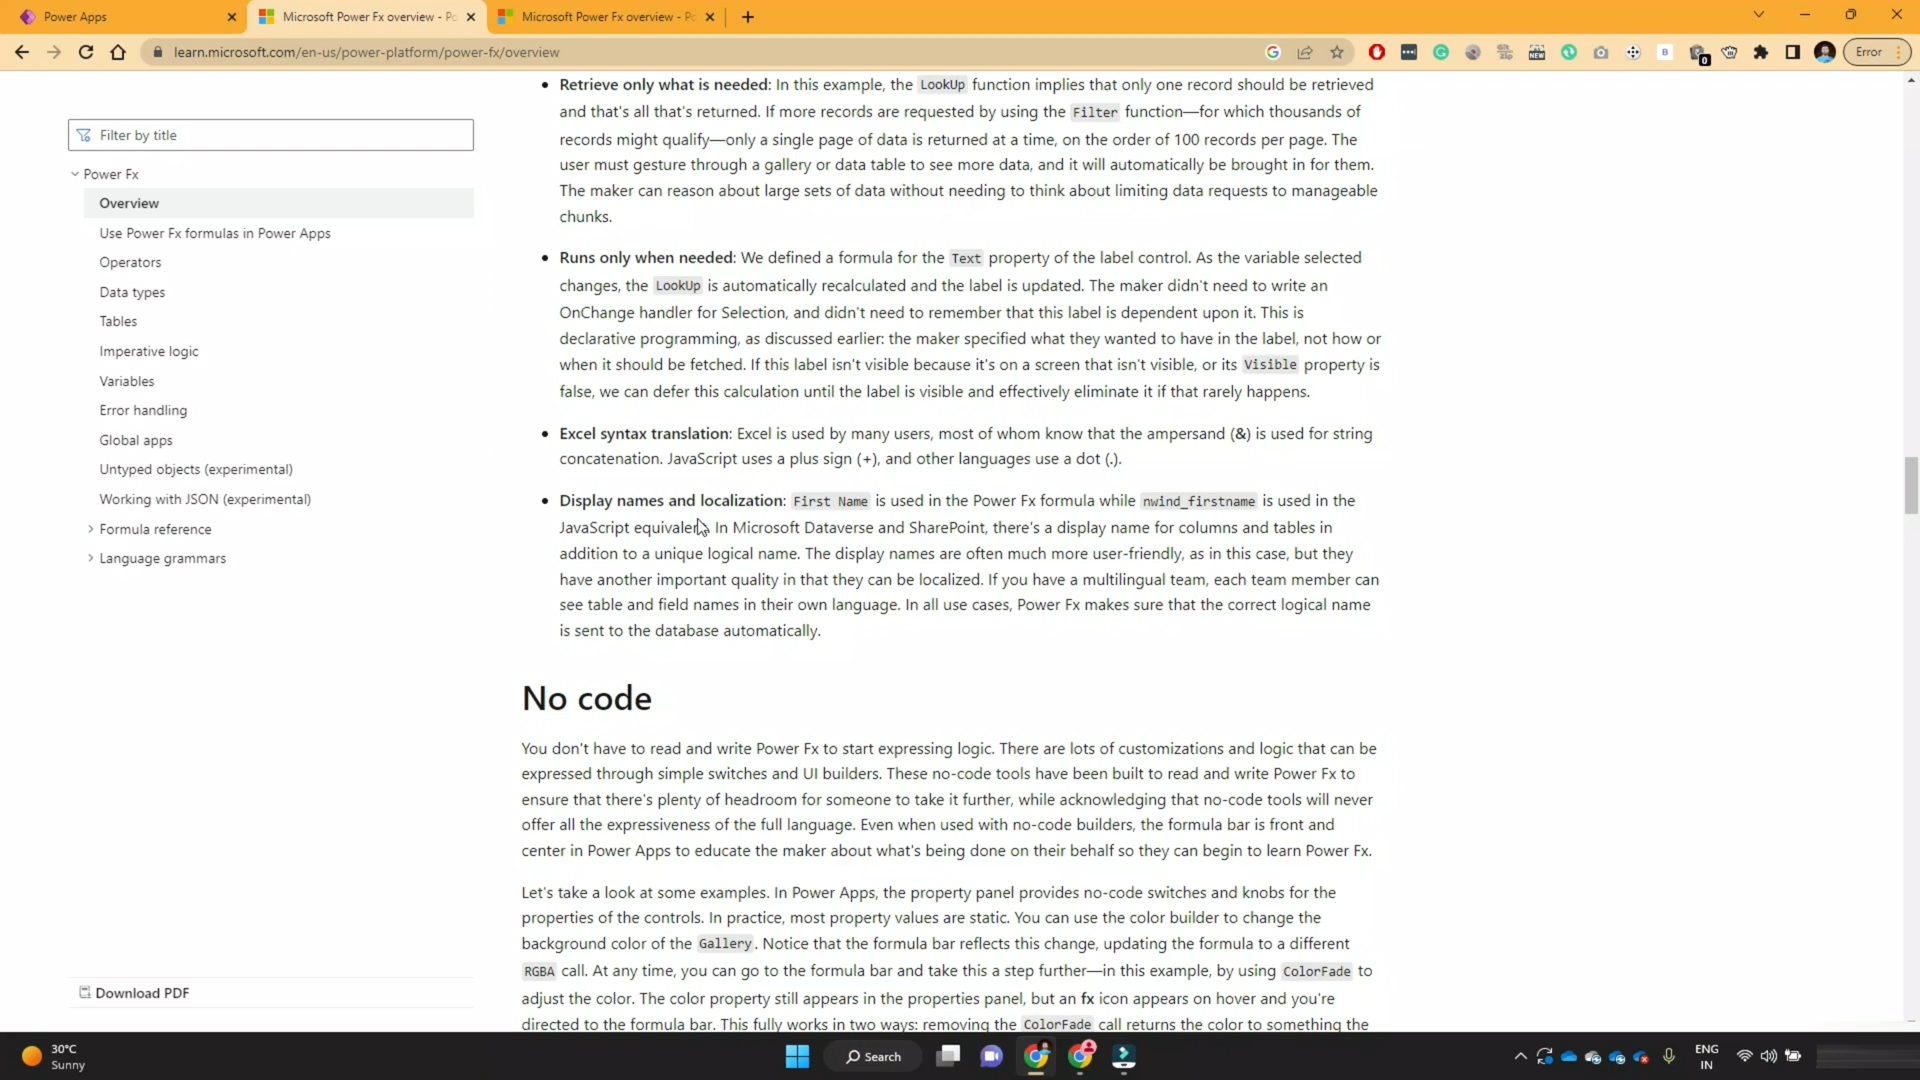 Power Apps
Microsoft Power Fx overview - Po
Microsoft Power Fx overview - Po
learn.microsoft.com/en-us/power-platform/power-fx/overview
Error
Filter by title
Power Fx
Overview
Use Power Fx formulas in Power Apps
Operators
Data types
Tables
Imperative logic
Variables
Error handling
Global apps
Untyped objects (experimental)
Working with JSON (experimental)
Formula reference
Language grammars
Download PDF
• Retrieve only what is needed: In this example, the LookUp function implies that only one record should be retrieved
and that's all that's returned. If more records are requested by using the Filter function—for which thousands of
records might qualify—only a single page of data is returned at a time, on the order of 100 records per page. The
user must gesture through a gallery or data table to see more data, and it will automatically be brought in for them.
The maker can reason about large sets of data without needing to think about limiting data requests to manageable
chunks.
• Runs only when needed: We defined a formula for the Text property of the label control. As the variable selected
changes, the LookUp is automatically recalculated and the label is updated. The maker didn't need to write an
OnChange handler for Selection, and didn't need to remember that this label is dependent upon it. This is
declarative programming, as discussed earlier: the maker specified what they wanted to have in the label, not how or
when it should be fetched. If this label isn't visible because it's on a screen that isn't visible, or its Visible property is
false, we can defer this calculation until the label is visible and effectively eliminate it if that rarely happens.
• Excel syntax translation: Excel is used by many users, most of whom know that the ampersand (&) is used for string
concatenation. JavaScript uses a plus sign (+), and other languages use a dot (.).
• Display names and localization: First Name is used in the Power Fx formula while nwind_firstname is used in the
JavaScript equivalent. In Microsoft Dataverse and SharePoint, there's a display name for columns and tables in
addition to a unique logical name. The display names are often much more user-friendly, as in this case, but they
have another important quality in that they can be localized. If you have a multilingual team, each team member can
see table and field names in their own language. In all use cases, Power Fx makes sure that the correct logical name
is sent to the database automatically.
No code
You don't have to read and write Power Fx to start expressing logic. There are lots of customizations and logic that can be
expressed through simple switches and UI builders. These no-code tools have been built to read and write Power Fx to
ensure that there's plenty of headroom for someone to take it further, while acknowledging that no-code tools will never
offer all the expressiveness of the full language. Even when used with no-code builders, the formula bar is front and
center in Power Apps to educate the maker about what's being done on their behalf so they can begin to learn Power Fx.
Let's take a look at some examples. In Power Apps, the property panel provides no-code switches and knobs for the
properties of the controls. In practice, most property values are static. You can use the color builder to change the
background color of the Gallery. Notice that the formula bar reflects this change, updating the formula to a different
RGBA call. At any time, you can go to the formula bar and take this a step further—in this example, by using ColorFade to
adjust the color. The color property still appears in the properties panel, but an fx icon appears on hover and you're
directed to the formula bar. This fully works in two ways: removing the ColorFade call returns the color to something the
30°C
Sunny
Search
ENG
IN